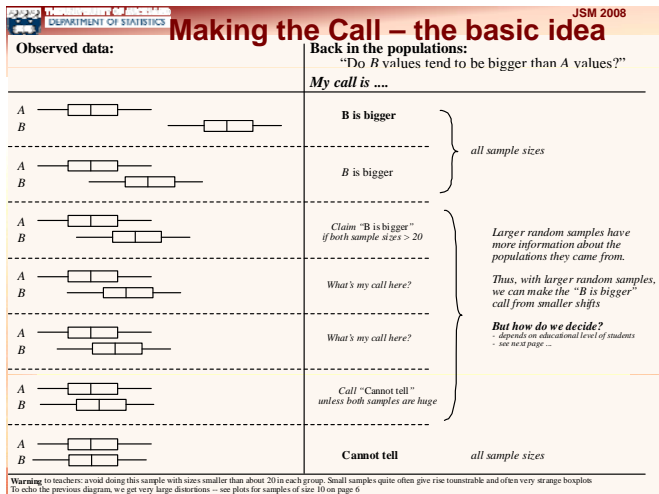 JSM 2008
DEPARTMENT OF STATISTICS
Making the Call – the basic idea
Observed data:
Back in the populations:
“Do B values tend to be bigger than A values?”
My call is ....
A
B
B is bigger
A
B
B is bigger
all sample sizes
A
B
Claim “B is bigger”
if both sample sizes > 20
A
B
What's my call here?
A
B
What's my call here?
A
B
Call “Cannot tell”
unless both samples are huge
Larger random samples have
more information about the
populations they came from.
Thus, with larger random samples,
we can make the “B is bigger”
call from smaller shifts
But how do we decide?
- depends on educational level of students
- see next page ...
A
B
Cannot tell
all sample sizes
Warning to teachers: avoid doing this sample with sizes smaller than about 20 in each group. Small samples quite often give rise tounstable and often very strange boxplots
To echo the previous diagram, we get very large distortions -- see plots for samples of size 10 on page 6